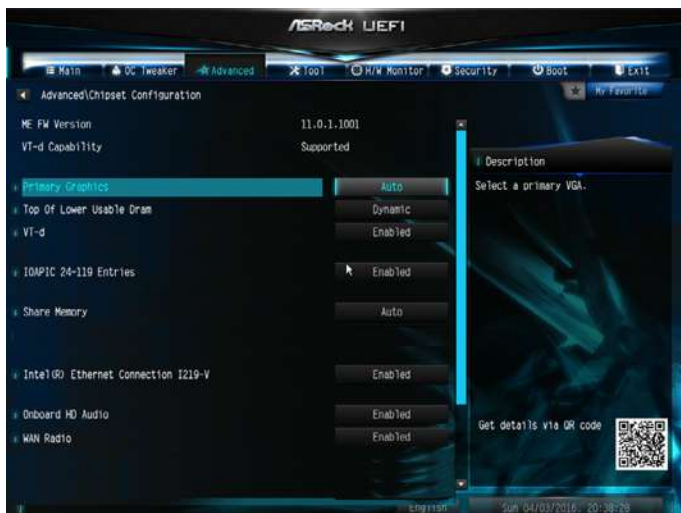 ASRock UEFI
Main OC Tweaker Advanced Tool H/W Monitor Security Boot Exit
Advanced\Chipset Configuration
My Favorite
ME FW Version 11.0.1.1001
VT-d Capability Supported
Description
Primary Graphics Auto
Select a primary VGA.
Top Of Lower Usable Dram Dynamic
VT-d Enabled
IOAPIC 24-119 Entries Enabled
Share Memory Auto
Intel(R) Ethernet Connection I219-V Enabled
Onboard HD Audio Enabled
Get details via QR code
WAN Radio Enabled
English
Sun 04/03/2016. 20:38:28